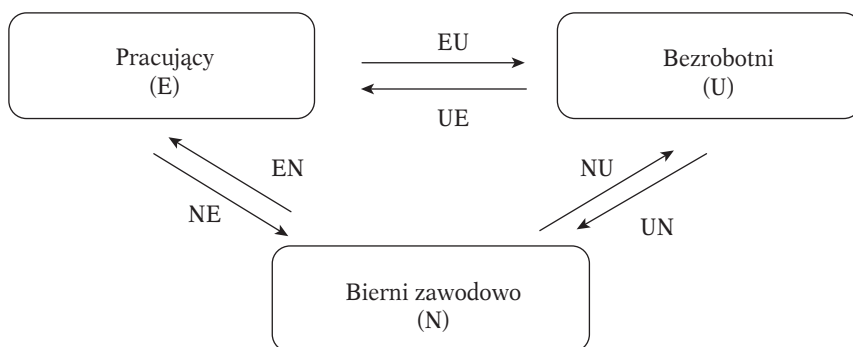 Pracujący
(E)
EU
UE
Bezrobotni
(U)
EN
NE
NU
UN
Bierni zawodowo
(N)